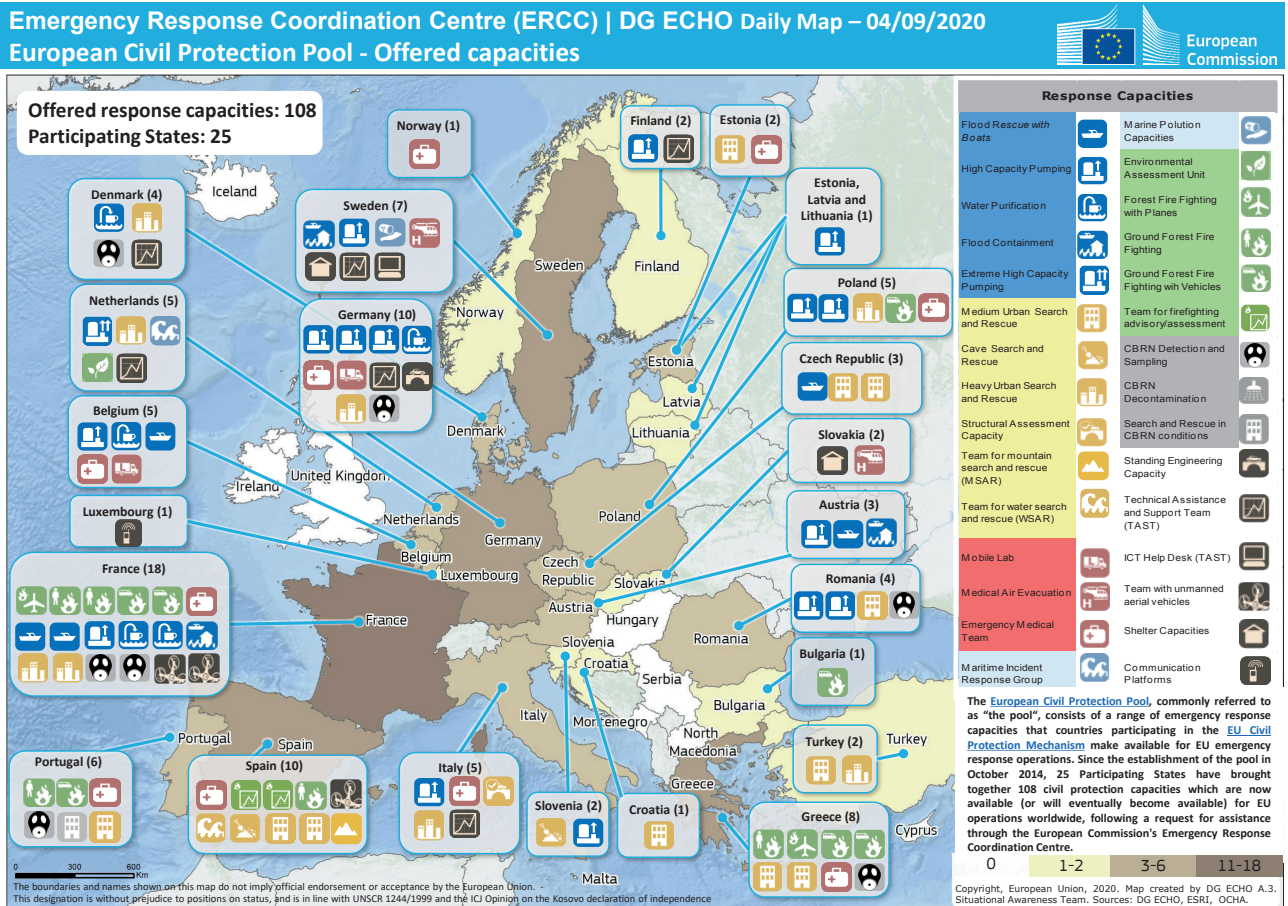 Emergency Response Coordination Centre (ERCC) | DG ECHO Daily Map – 04/09/2020
European Civil Protection Pool - Offered capacities
European
Commission
Offered response capacities: 108
Participating States: 25
Norway (1)
Finland (2)
Estonia (2)
Denmark (4)
Sweden (7)
Estonia,
Latvia and
Lithuania (1)
Netherlands (5)
Germany (10)
Poland (5)
Czech Republic (3)
Belgium (5)
Slovakia (2)
Luxembourg (1)
Austria (3)
France (18)
Romania (4)
Bulgaria (1)
Turkey (2)
Portugal (6)
Spain (10)
Italy (5)
Slovenia (2)
Croatia (1)
Greece (8)
H
H
Iceland
Sweden
Finland
Norway
Estonia
Latvia
Lithuania
Denmark
United Kingdom
Ireland
Netherlands
Poland
Germany
Belgium
Luxembourg
Czech
Republic
Slovakia
Austria
Hungary
France
Romania
Slovenia
Croatia
Serbia
Bulgaria
Montenegro
Italy
North
Macedonia
Turkey
Portugal
Spain
Greece
Cyprus
Malta
0 300 600
Km
The boundaries and names shown on this map do not imply official endorsement or acceptance by the European Union. -
This designation is without prejudice to positions on status, and is in line with UNSCR 1244/1999 and the ICJ Opinion on the Kosovo declaration of independence
Response Capacities
Flood Rescue with
Boats
High Capacity Pumping
Water Purification
Flood Containment
Extreme High Capacity
Pumping
Medium Urban Search
and Rescue
Cave Search and
Rescue
Heavy Urban Search
and Rescue
Structural Assessment
Capacity
Team for mountain
search and rescue
(MSAR)
Team for water search
and rescue (WSAR)
Mobile Lab
Medical Air Evacuation
H
Emergency Medical
Team
Maritime Incident
Response Group
Marine Polution
Capacities
Environmental
Assessment Unit
Forest Fire Fighting
with Planes
Ground Forest Fire
Fighting
Ground Forest Fire
Fighting wih Vehicles
Team for firefighting
advisory/assessment
CBRN Detection and
Sampling
CBRN
Decontamination
Search and Rescue in
CBRN conditions
Standing Engineering
Capacity
Technical Assistance
and Support Team
(TAST)
ICT Help Desk (TAST)
Team with unmanned
aerial vehicles
Shelter Capacities
Communication
Platforms
The European Civil Protection Pool, commonly referred to
as “the pool“, consists of a range of emergency response
capacities that countries participating in the EU Civil
Protection Mechanism make available for EU emergency
response operations. Since the establishment of the pool in
October 2014, 25 Participating States have brought
together 108 civil protection capacities which are now
available (or will eventually become available) for EU
operations worldwide, following a request for assistance
through the European Commission's Emergency Response
Coordination Centre.
0 1-2 3-6 11-18
Copyright, European Union, 2020. Map created by DG ECHO A.3.
Situational Awareness Team. Sources: DG ECHO, ESRI, OCHA.